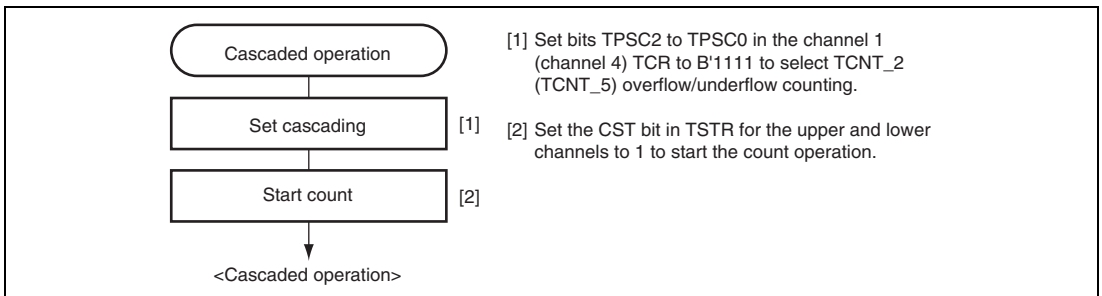 Cascaded operation
Set cascading
[1]
Start count
[2]
<Cascaded operation>
[1] Set bits TPSC2 to TPSC0 in the channel 1
(channel 4) TCR to B'1111 to select TCNT_2
(TCNT_5) overflow/underflow counting.
[2] Set the CST bit in TSTR for the upper and lower
channels to 1 to start the count operation.